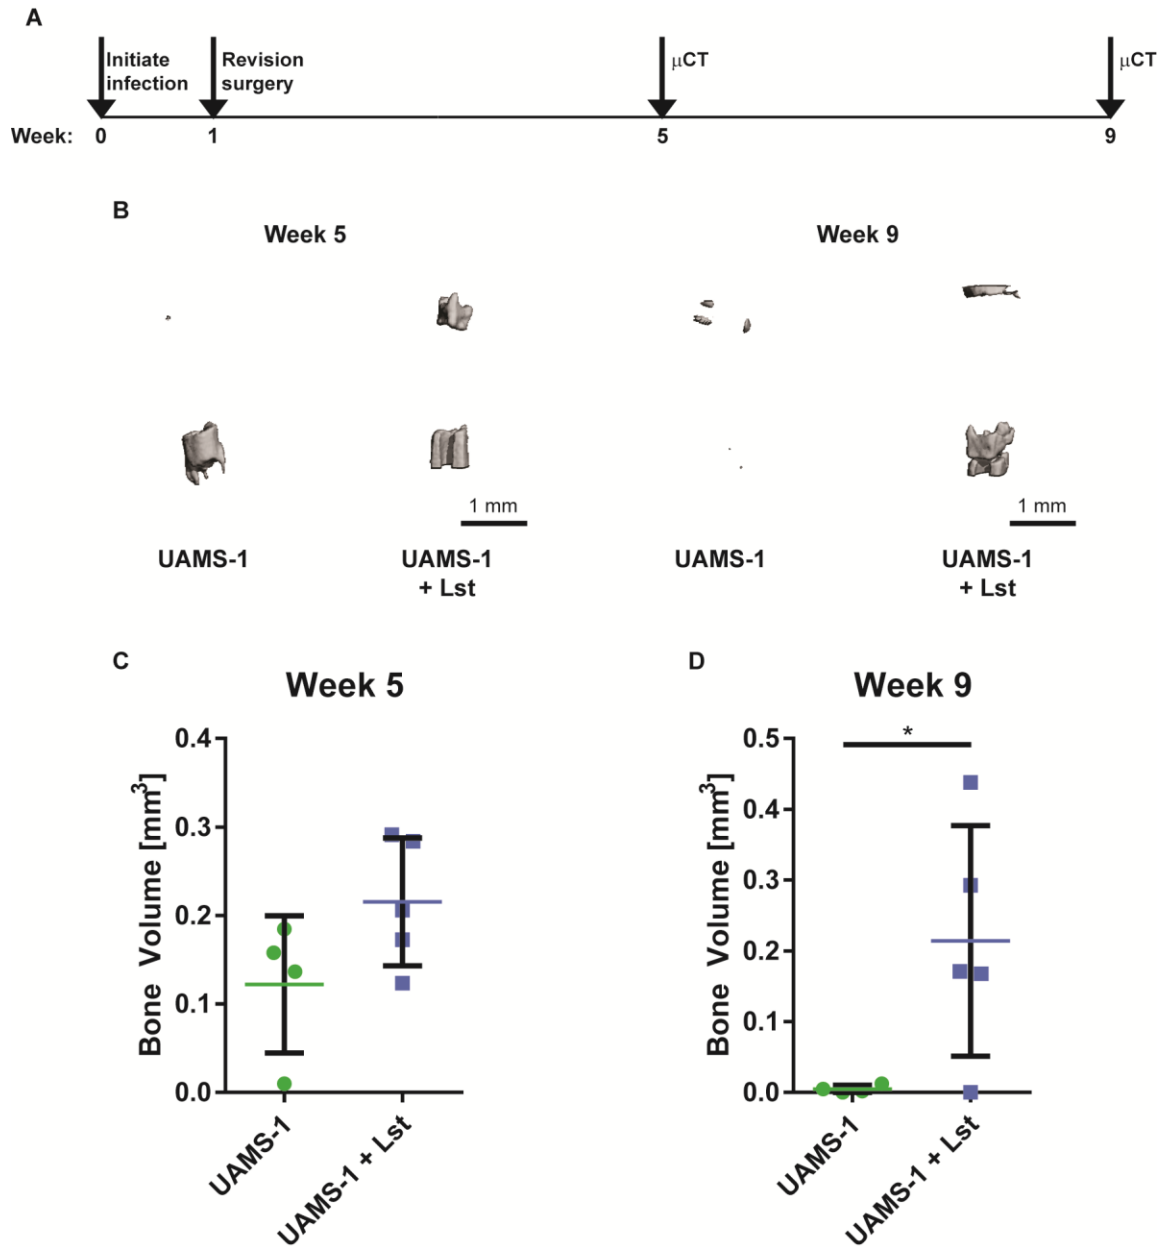 A
Initiate
infection
Revision
surgery
μCT
μCT
Week: 0 1 5 9
B
Week 5
Week 9
1 mm
1 mm
UAMS-1
UAMS-1
+ Lst
UAMS-1
UAMS-1
+ Lst
C
Week 5
Bone Volume [mm³]
0.4
0.3
0.2
0.1
0.0
UAMS-1
UAMS-1 + Lst
D
Week 9
*
Bone Volume [mm³]
0.5
0.4
0.3
0.2
0.1
0.0
UAMS-1
UAMS-1 + Lst